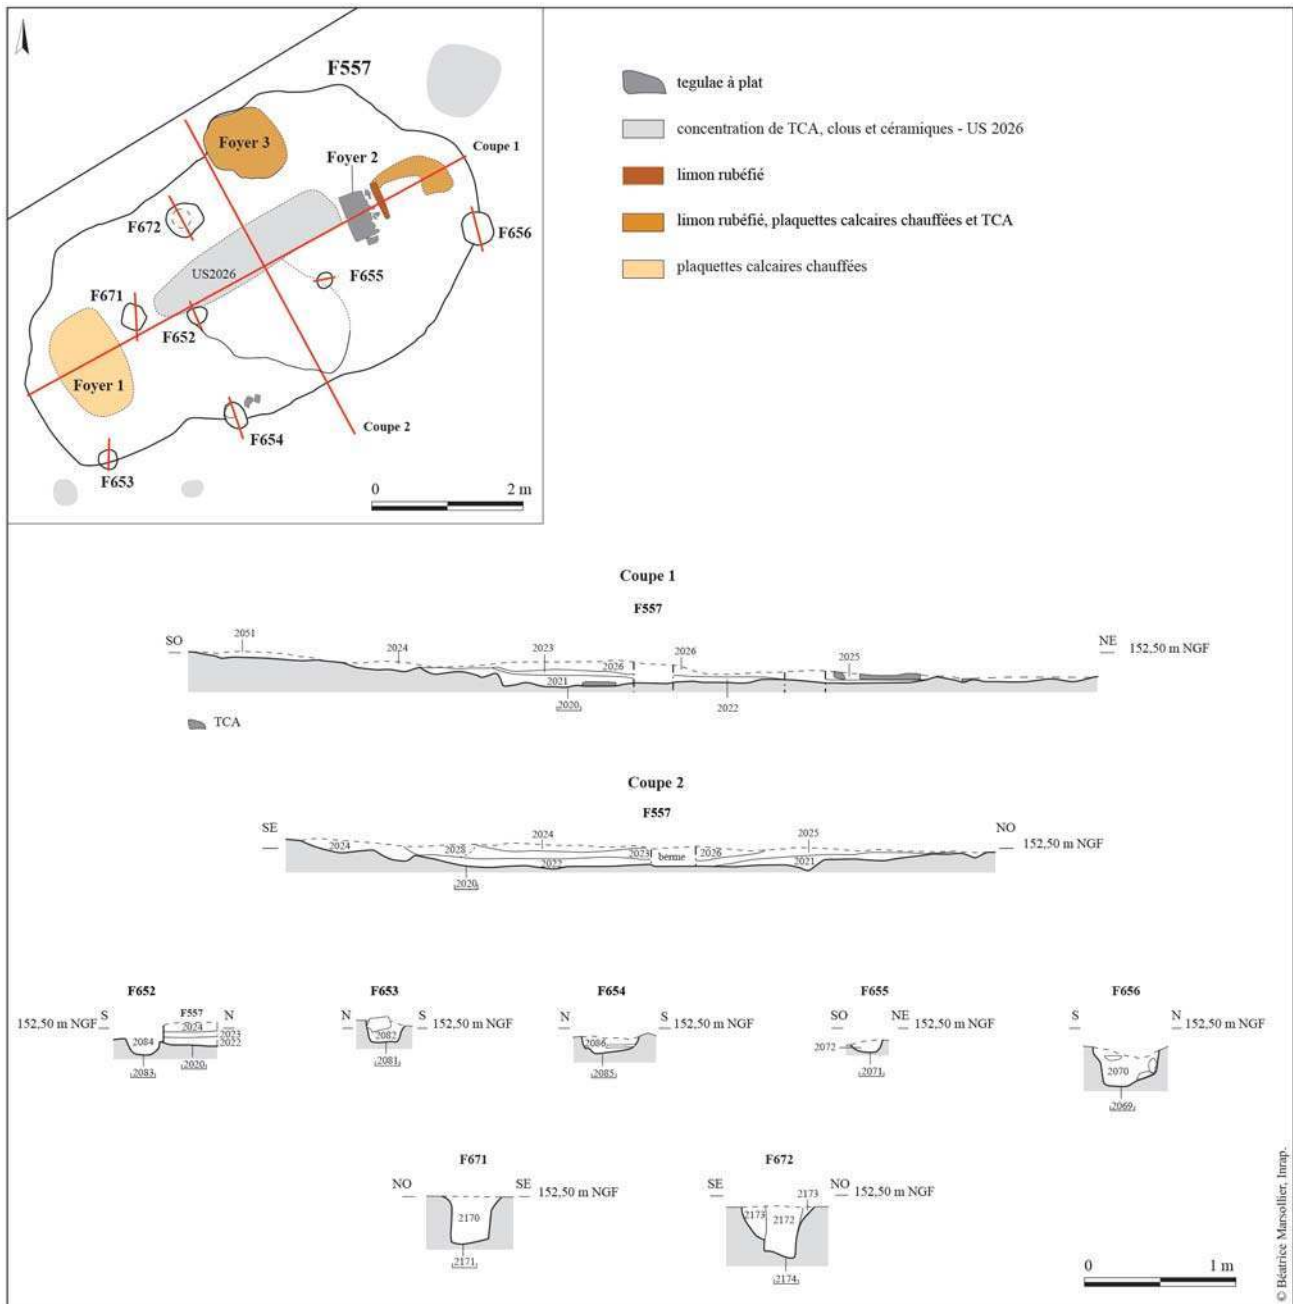 F557
Foyer 3
Foyer 2
Coupe 1
F672
F656
US2026
F655
F671
F652
Foyer 1
Coupe 2
F654
F653
0 2 m
tegulae à plat
concentration de TCA, clous et céramiques - US 2026
limon rubéfié
limon rubéfié, plaquettes calcaires chauffées et TCA
plaquettes calcaires chauffées
Coupe 1
F557
SO 2051 2024 2023 2026 2026 2025 NE 152,50 m NGF
2021
2020 2022
TCA
Coupe 2
F557
SE 2024 2028 2024 2023 berme 2026 2025 NO 152,50 m NGF
2022 2021
2020
F652
152,50 m NGF S F557 N
2024
2084 2023
2022
2083 2020
F653
N S 152,50 m NGF
2082
2081
F654
N S 152,50 m NGF
2086
2085
F655
SO NE 152,50 m NGF
2072
2071
F656
S N 152,50 m NGF
2070
2069
F671
NO SE 152,50 m NGF
2170
2171
F672
SE 2173 NO 152,50 m NGF
2173 2172
2174
0 1 m
© Béatrice Marsollier, Inrap.